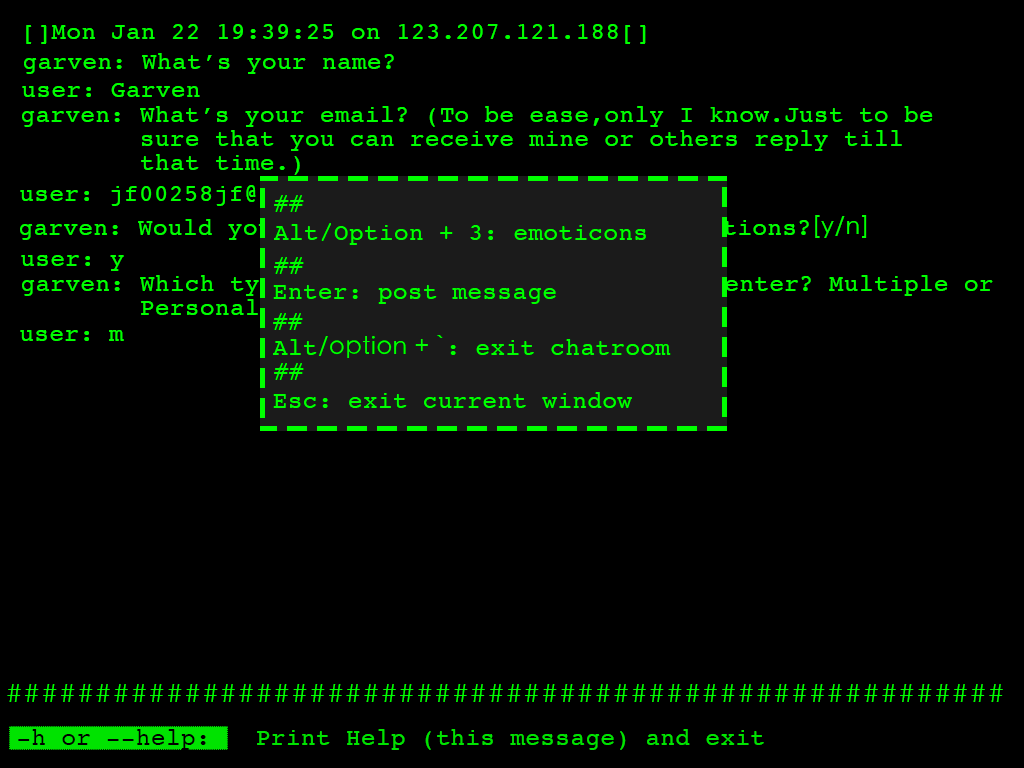 []Mon Jan 22 19:39:25 on 123.207.121.188[]
garven: What's your name?
user: Garven
garven: What's your email? (To be ease,only I know.Just to be
sure that you can receive mine or others reply till
that time.)
user: jf00258jf@
garven: Would yo tions?[y/n]
user: y
garven: Which ty enter? Multiple or
Personal
user: m
##
Alt/Option + 3: emoticons
##
Enter: post message
##
Alt/option + `: exit chatroom
##
Esc: exit current window
########################################################
-h or --help: Print Help (this message) and exit